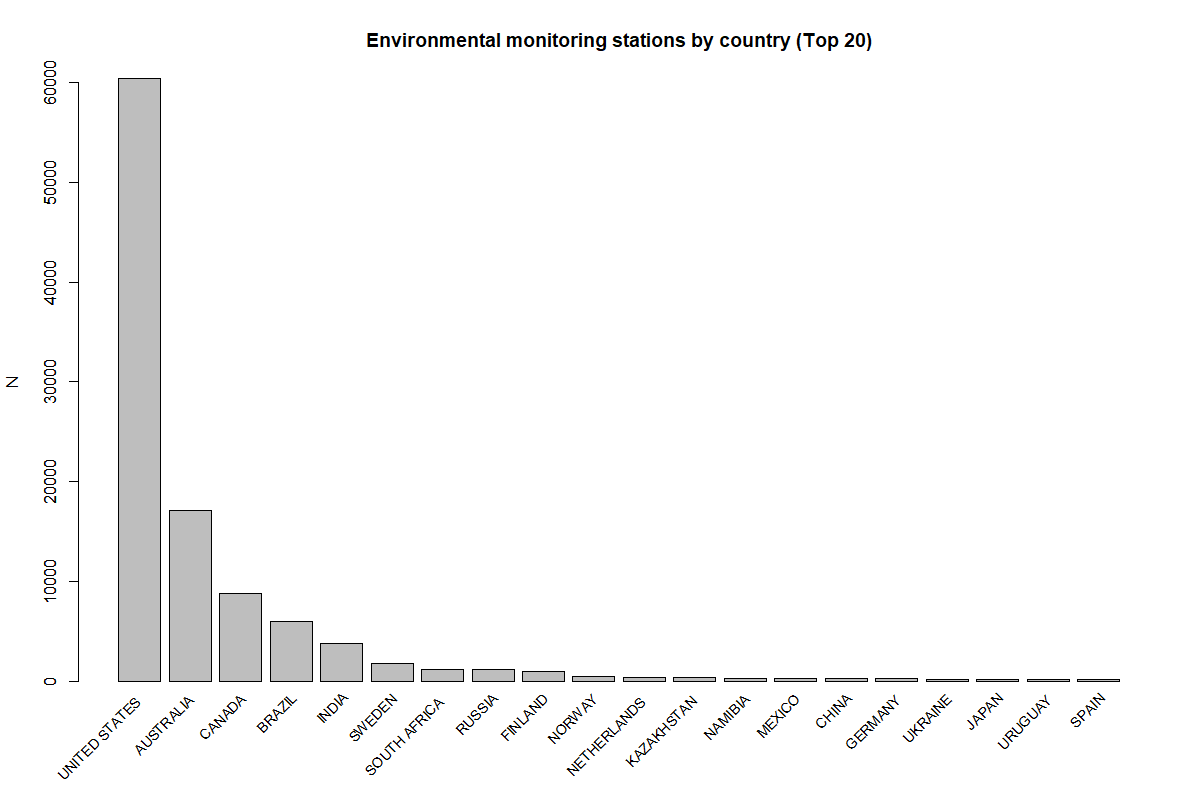 Environmental monitoring stations by country (Top 20)
60000
50000
40000
30000
20000
10000
0
N
UNITED STATES
AUSTRALIA
CANADA
BRAZIL
INDIA
SWEDEN
SOUTH AFRICA
RUSSIA
FINLAND
NORWAY
NETHERLANDS
KAZAKHSTAN
NAMIBIA
MEXICO
CHINA
GERMANY
UKRAINE
JAPAN
URUGUAY
SPAIN